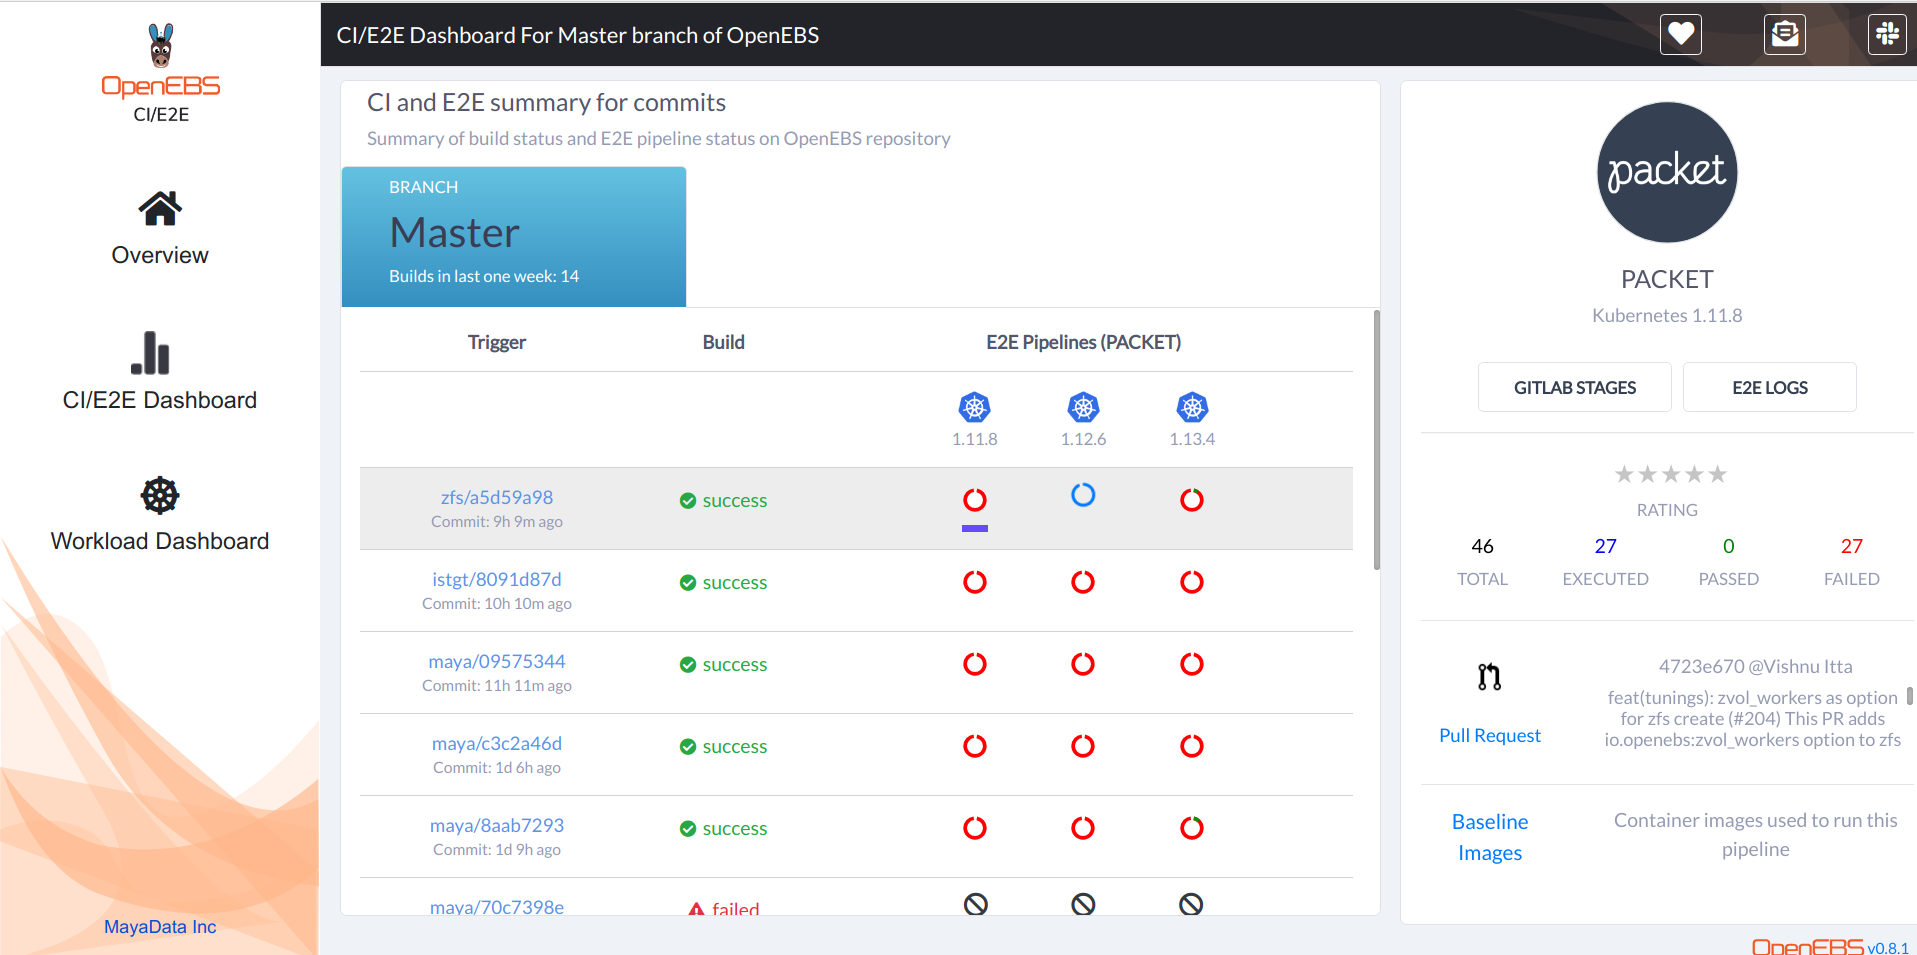 OpenEBS
CI/E2E
Overview
CI/E2E Dashboard
Workload Dashboard
MayaData Inc
CI/E2E Dashboard For Master branch of OpenEBS
CI and E2E summary for commits
Summary of build status and E2E pipeline status on OpenEBS repository
BRANCH
Master
Builds in last one week: 14
Trigger Build E2E Pipelines (PACKET)
1.11.8 1.12.6 1.13.4
zfs/a5d59a98 success
Commit: 9h 9m ago
istgt/8091d87d success
Commit: 10h 10m ago
maya/09575344 success
Commit: 11h 11m ago
maya/c3c2a46d success
Commit: 1d 6h ago
maya/8aab7293 success
Commit: 1d 9h ago
maya/70c7398e failed
packet
PACKET
Kubernetes 1.11.8
GITLAB STAGES E2E LOGS
RATING
46 27 0 27
TOTAL EXECUTED PASSED FAILED
Pull Request
4723e670 @Vishnu Itta
feat(tunings): zvol_workers as option
for zfs create (#204) This PR adds
io.openebs:zvol_workers option to zfs
Baseline
Images
Container images used to run this
pipeline
OpenEBS v0.8.1